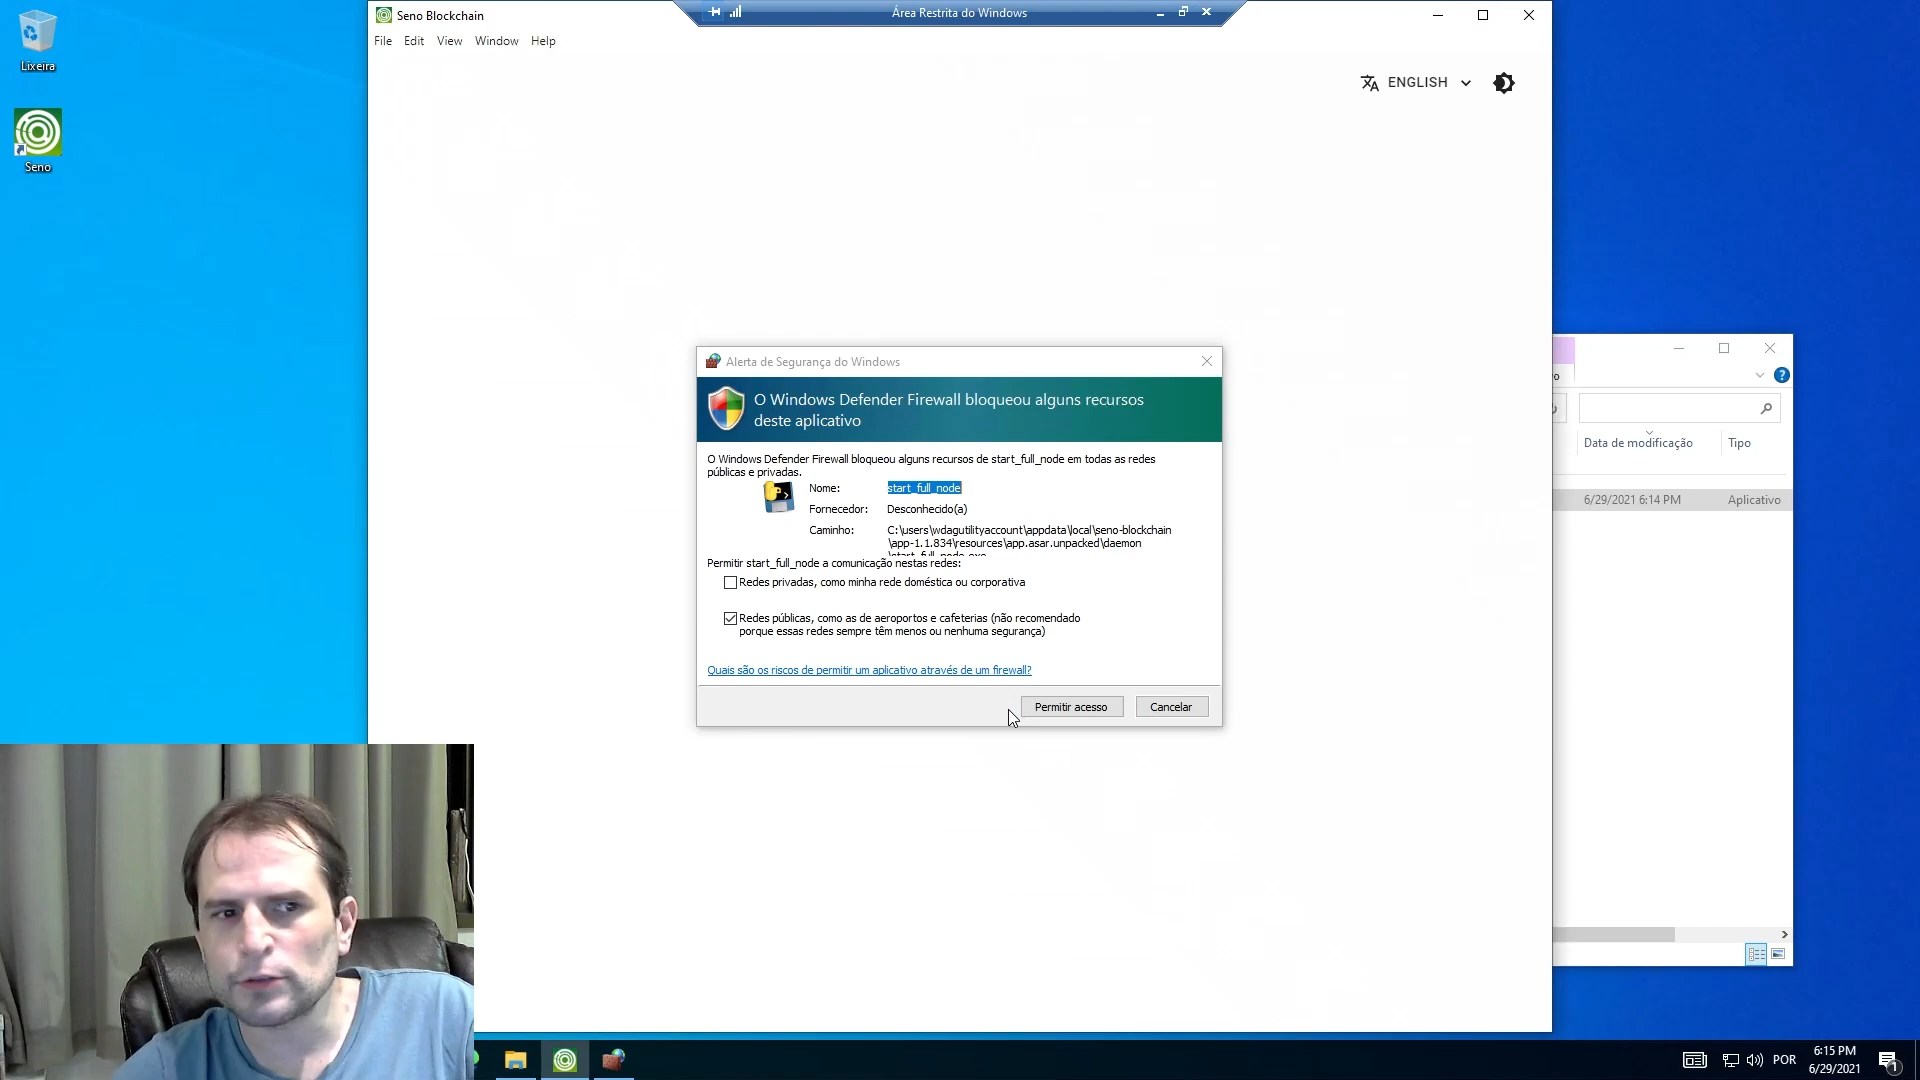 Lixeira
Seno
Seno Blockchain
Área Restrita do Windows
File Edit View Window Help
ENGLISH
Alerta de Segurança do Windows
O Windows Defender Firewall bloqueou alguns recursos
deste aplicativo
O Windows Defender Firewall bloqueou alguns recursos de start_full_node em todas as redes
públicas e privadas.
Nome: start_full_node
Fornecedor: Desconhecido(a)
Caminho: C:\users\wdagutilityaccount\appdata\local\seno-blockchain
\app-1.1.834\resources\app.asar.unpacked\daemon
\start_full_node.exe
Permitir start_full_node a comunicação nestas redes:
Redes privadas, como minha rede doméstica ou corporativa
Redes públicas, como as de aeroportos e cafeterias (não recomendado
porque essas redes sempre têm menos ou nenhuma segurança)
Quais são os riscos de permitir um aplicativo através de um firewall?
Permitir acesso Cancelar
o
Data de modificação Tipo
6/29/2021 6:14 PM Aplicativo
POR
6:15 PM
6/29/2021
1